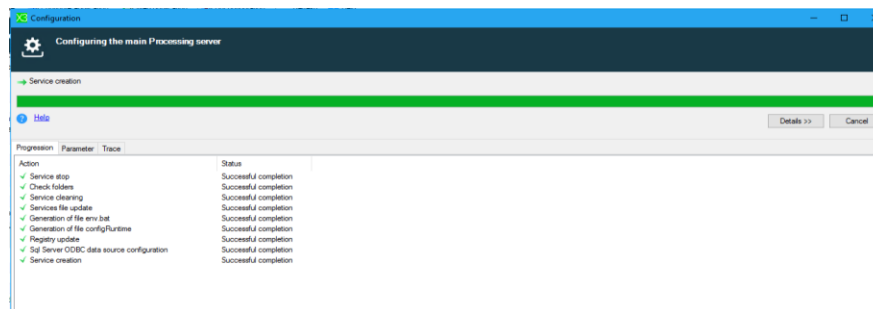 X3 Configuration
Configuring the main Processing server
Service creation
Help
Details >> Cancel
Progression Parameter Trace
Action Status
Service stop Successful completion
Check folders Successful completion
Service cleaning Successful completion
Services file update Successful completion
Generation of file env.bat Successful completion
Generation of file configRuntime Successful completion
Registry update Successful completion
Sql Server ODBC data source configuration Successful completion
Service creation Successful completion